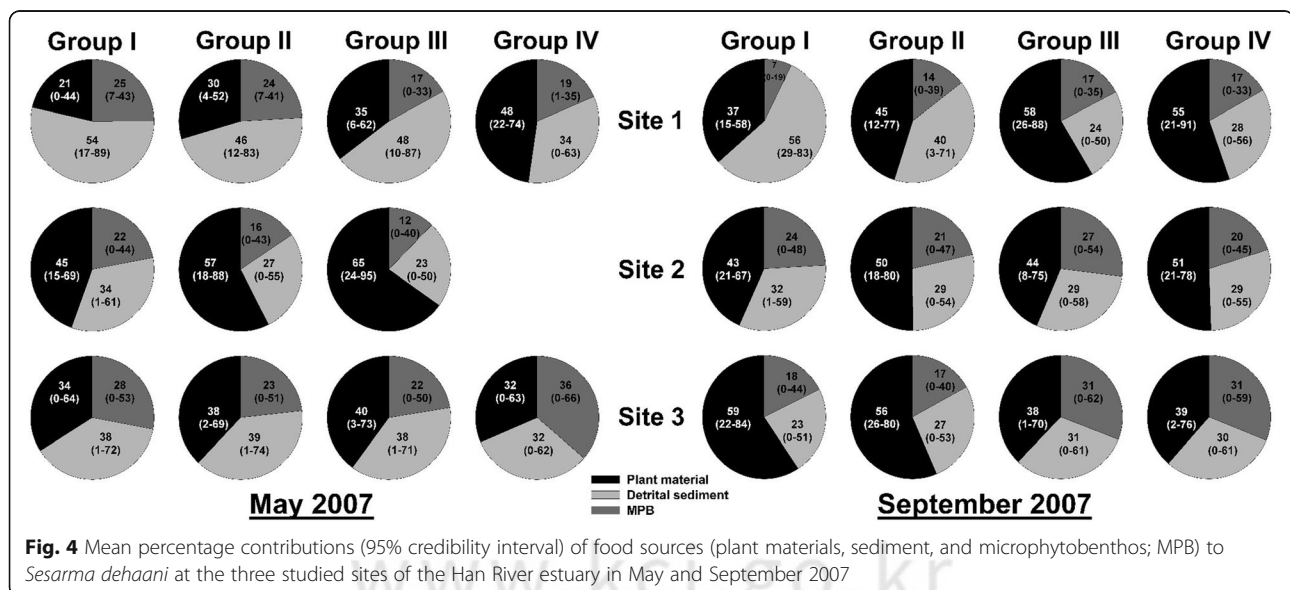 Group I Group II Group III Group IV Group I Group II Group III Group IV
21 25 30 24 35 17 48 19 37 7 45 14 58 17 55 17
(0-44) (7-43) (4-52) (7-41) (6-62) (0-33) (22-74) (1-35) Site 1 (15-58) (0-19) (12-77) (0-39) (26-88) (0-35) (21-91) (0-33)
54 46 48 34 56 40 24 28
(17-89) (12-83) (10-87) (0-63) (29-83) (3-71) (0-50) (0-56)
45 22 57 16 65 12 43 24 50 21 44 27 51 20
(15-69) (0-44) (18-88) (0-43) (24-95) (0-40) Site 2 (21-67) (0-48) (18-80) (0-47) (8-75) (0-54) (21-78) (0-45)
34 27 23 32 29 29 29
(1-61) (0-55) (0-50) (1-59) (0-54) (0-58) (0-55)
34 28 38 23 40 22 32 36 59 18 56 17 38 31 39 31
(0-64) (0-53) (2-69) (0-51) (3-73) (0-50) (0-63) (0-66) Site 3 (22-84) (0-44) (26-80) (0-40) (1-70) (0-62) (2-76) (0-59)
38 39 38 32 23 27 31 30
(1-72) (1-74) (1-71) (0-62) (0-51) (0-53) (0-61) (0-61)
Plant material
Detrital sediment
MPB
May 2007 September 2007
Fig. 4 Mean percentage contributions (95% credibility interval) of food sources (plant materials, sediment, and microphytobenthos; MPB) to
Sesarma dehaani at the three studied sites of the Han River estuary in May and September 2007
www.kci.go.kr